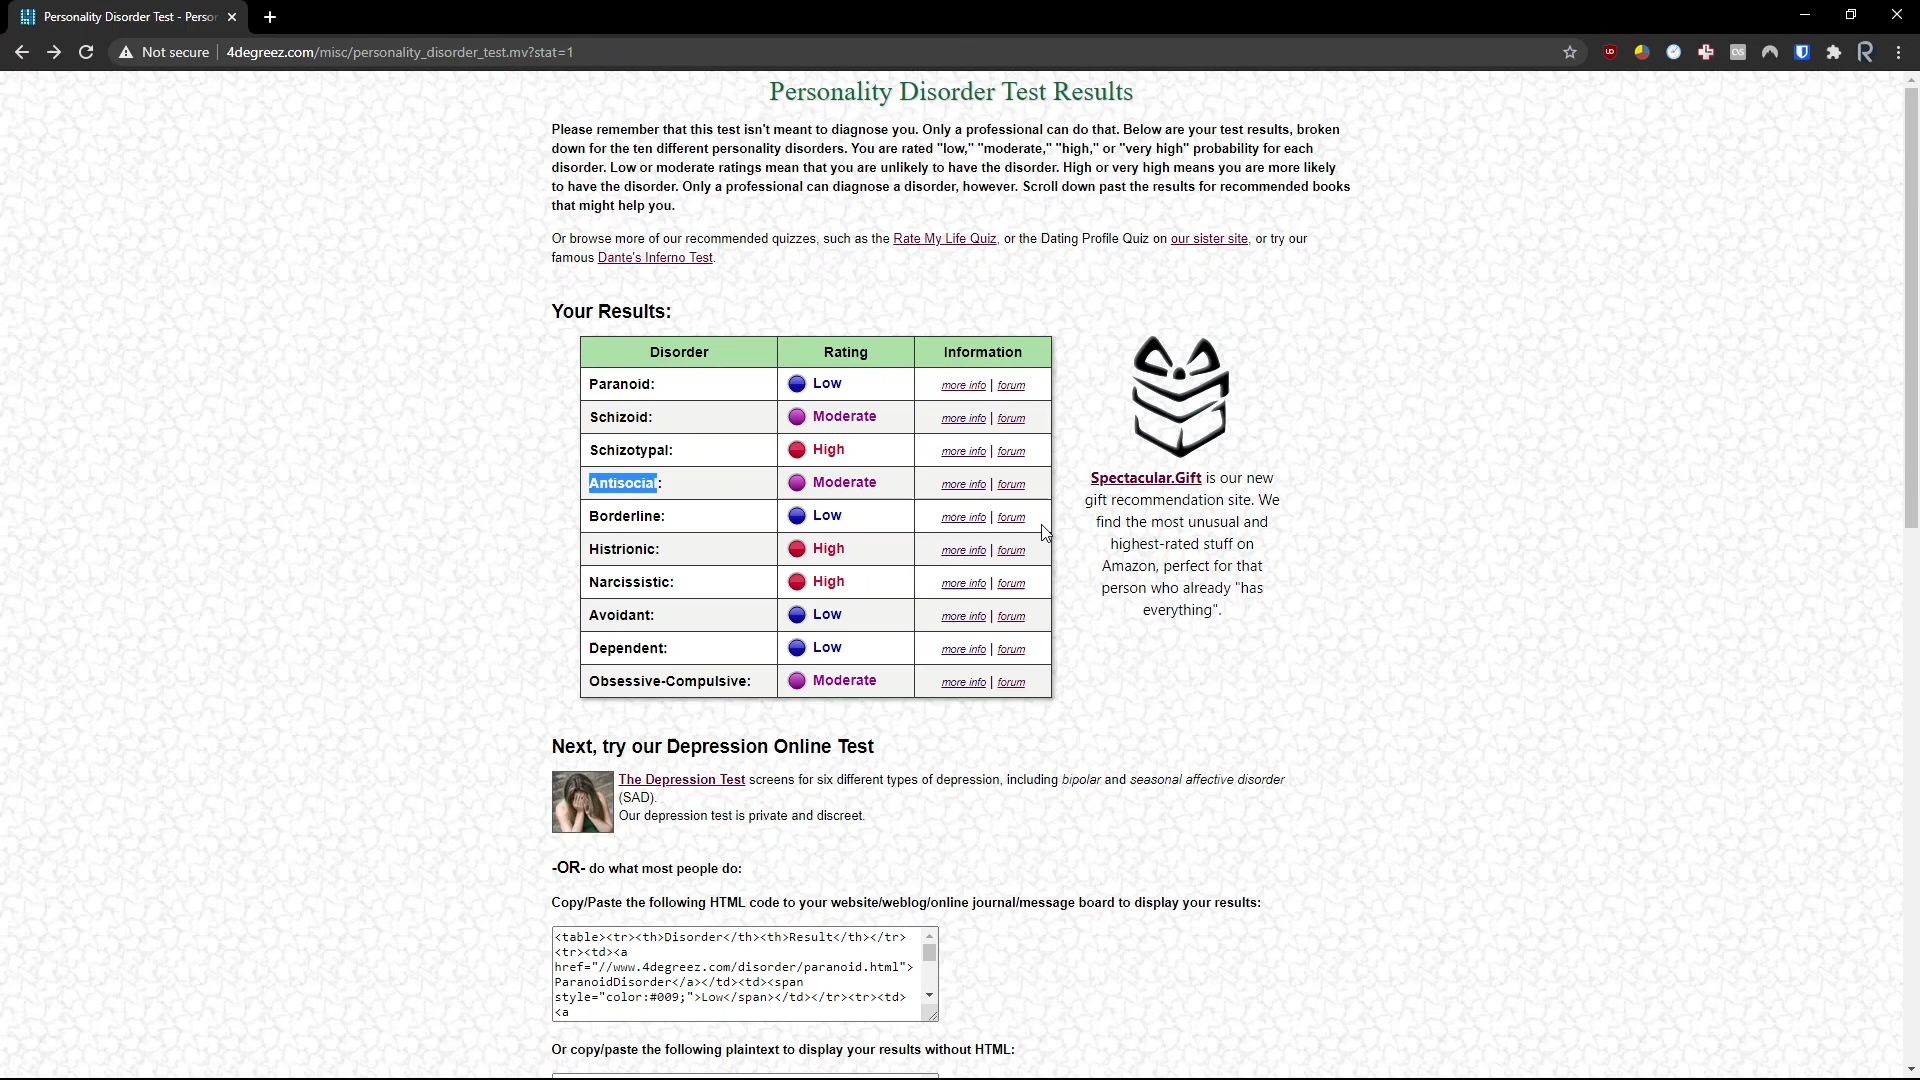 Personality Disorder Test - Perso
Not secure
4degreez.com/misc/personality_disorder_test.mv?stat=1
Personality Disorder Test Results
Please remember that this test isn't meant to diagnose you. Only a professional can do that. Below are your test results, broken
down for the ten different personality disorders. You are rated "low," "moderate," "high," or "very high" probability for each
disorder. Low or moderate ratings mean that you are unlikely to have the disorder. High or very high means you are more likely
to have the disorder. Only a professional can diagnose a disorder, however. Scroll down past the results for recommended books
that might help you.
Or browse more of our recommended quizzes, such as the Rate My Life Quiz, or the Dating Profile Quiz on our sister site, or try our
famous Dante's Inferno Test.
Your Results:
Disorder Rating Information
Paranoid: Low more info | forum
Schizoid: Moderate more info | forum
Schizotypal: High more info | forum
Antisocial: Moderate more info | forum
Borderline: Low more info | forum
Histrionic: High more info | forum
Narcissistic: High more info | forum
Avoidant: Low more info | forum
Dependent: Low more info | forum
Obsessive-Compulsive: Moderate more info | forum
Spectacular.Gift is our new
gift recommendation site. We
find the most unusual and
highest-rated stuff on
Amazon, perfect for that
person who already "has
everything".
Next, try our Depression Online Test
The Depression Test screens for six different types of depression, including bipolar and seasonal affective disorder
(SAD).
Our depression test is private and discreet.
-OR- do what most people do:
Copy/Paste the following HTML code to your website/weblog/online journal/message board to display your results:
<table><tr><th>Disorder</th><th>Result</th></tr>
<tr><td><a
href="//www.4degreez.com/disorder/paranoid.html">
ParanoidDisorder</a></td><td><span
style="color:#009;">Low</span></td></tr><tr><td>
<a
Or copy/paste the following plaintext to display your results without HTML: